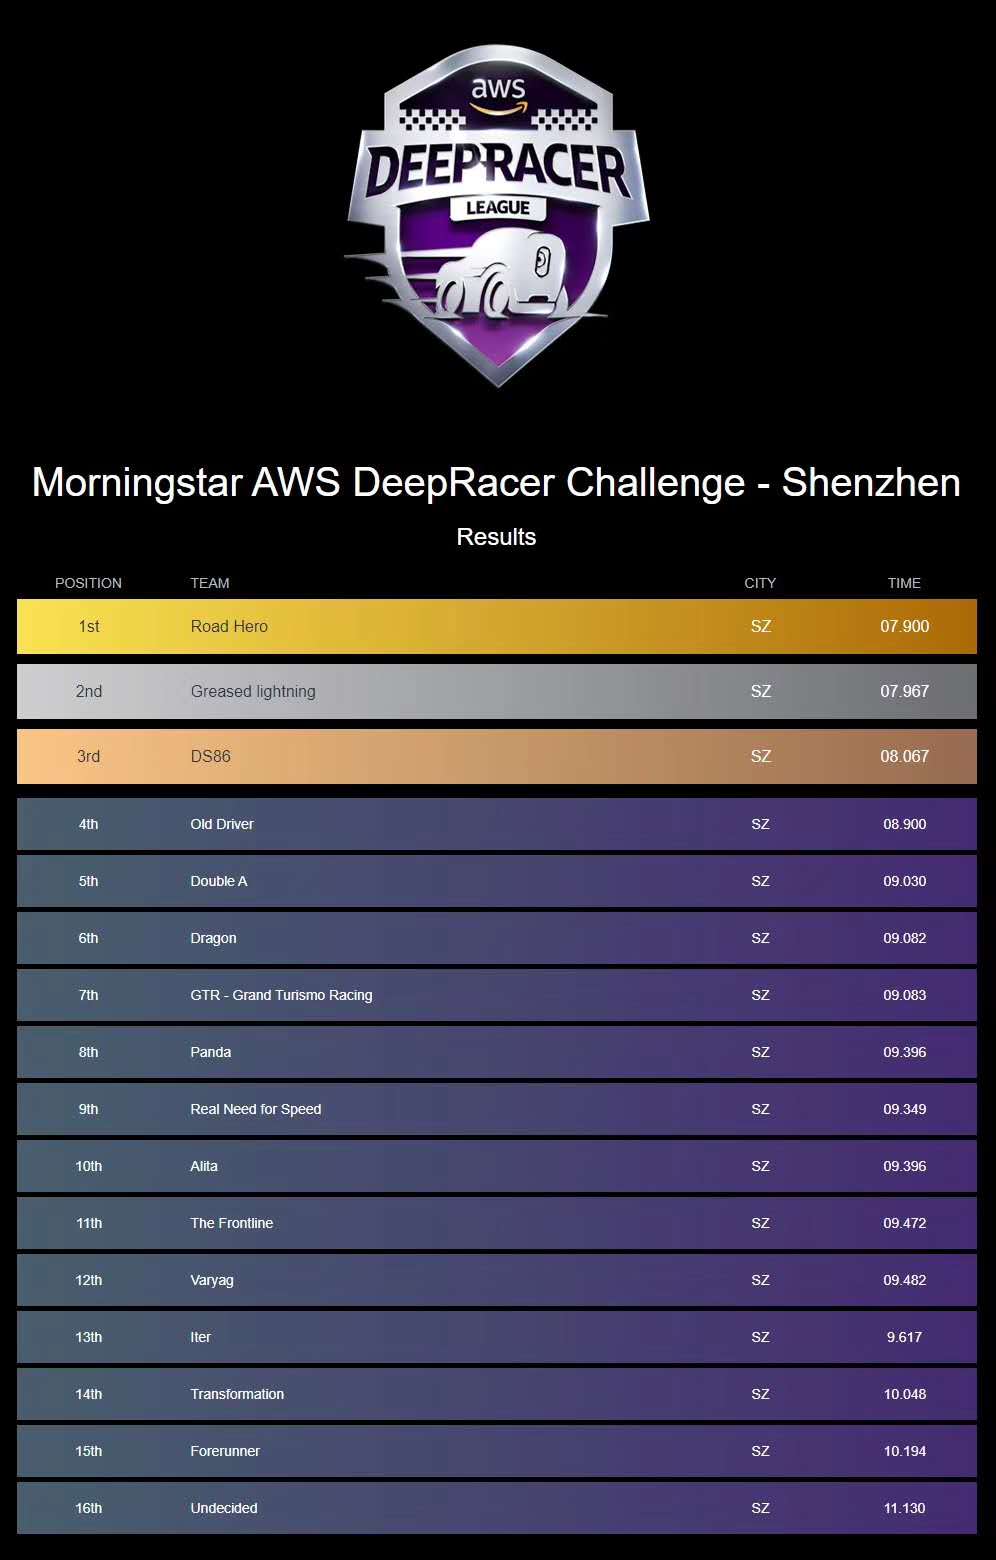 aws
DEEPRACER
LEAGUE
Morningstar AWS DeepRacer Challenge - Shenzhen
Results
POSITION TEAM CITY TIME
1st Road Hero SZ 07.900
2nd Greased lightning SZ 07.967
3rd DS86 SZ 08.067
4th Old Driver SZ 08.900
5th Double A SZ 09.030
6th Dragon SZ 09.082
7th GTR - Grand Turismo Racing SZ 09.083
8th Panda SZ 09.396
9th Real Need for Speed SZ 09.349
10th Alita SZ 09.396
11th The Frontline SZ 09.472
12th Varyag SZ 09.482
13th Iter SZ 9.617
14th Transformation SZ 10.048
15th Forerunner SZ 10.194
16th Undecided SZ 11.130